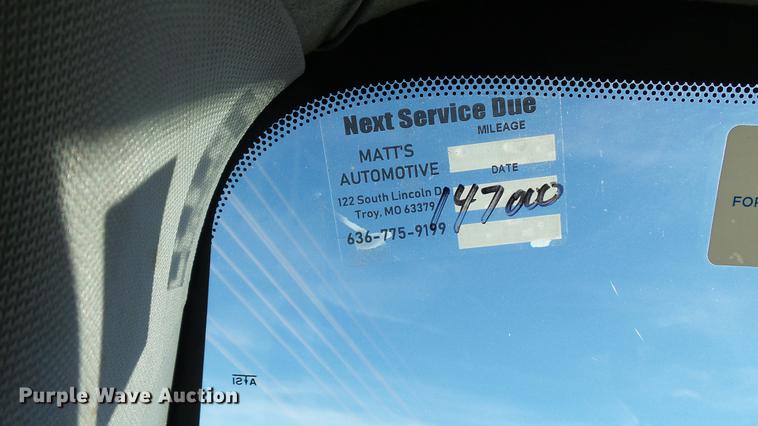 Next Service Due
MILEAGE
MATT'S
AUTOMOTIVE
DATE
122 South Lincoln D
Troy, MO 63379
147000
636-775-9199
FOR
Purple Wave Auction